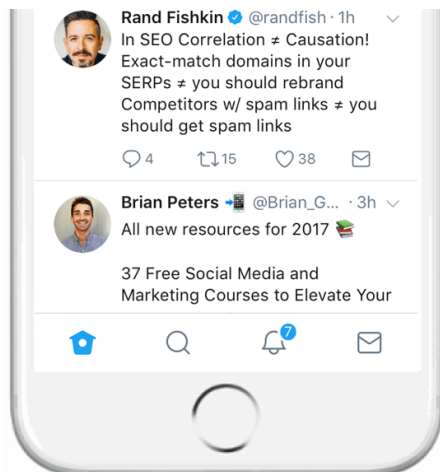 Rand Fishkin @randfish · 1h
In SEO Correlation ≠ Causation!
Exact-match domains in your
SERPs ≠ you should rebrand
Competitors w/ spam links ≠ you
should get spam links
4 15 38
Brian Peters 📲 @Brian_G... · 3h
All new resources for 2017 📚
37 Free Social Media and
Marketing Courses to Elevate Your
7